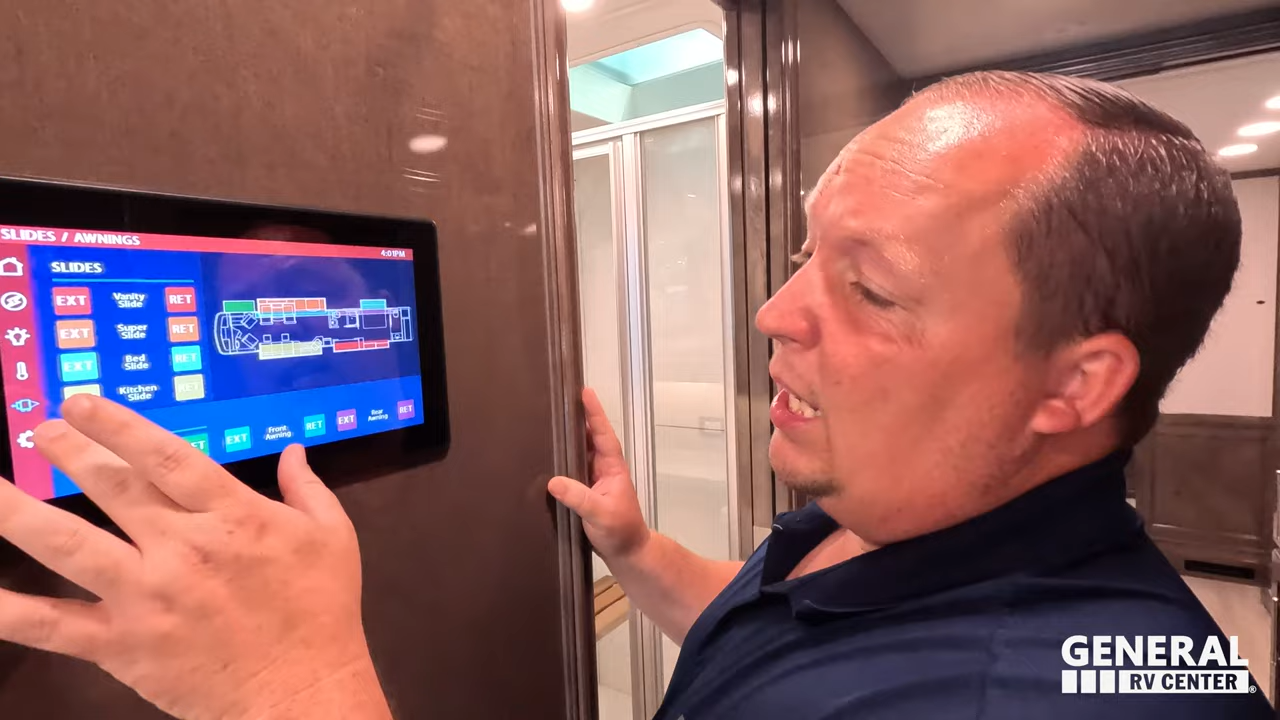 SLIDES / AWNINGS
4:01PM
SLIDES
EXT Vanity Slide RET
EXT Super Slide RET
EXT Bed Slide RET
Kitchen Slide RET
EXT Front Awning RET EXT Rear Awning RET
GENERAL
RV CENTER®